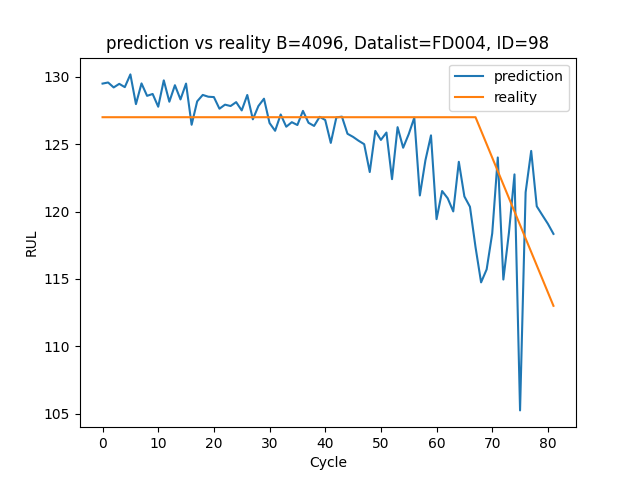 prediction vs reality B=4096, Datalist=FD004, ID=98
prediction
reality
130
125
120
115
110
105
RUL
0 10 20 30 40 50 60 70 80
Cycle